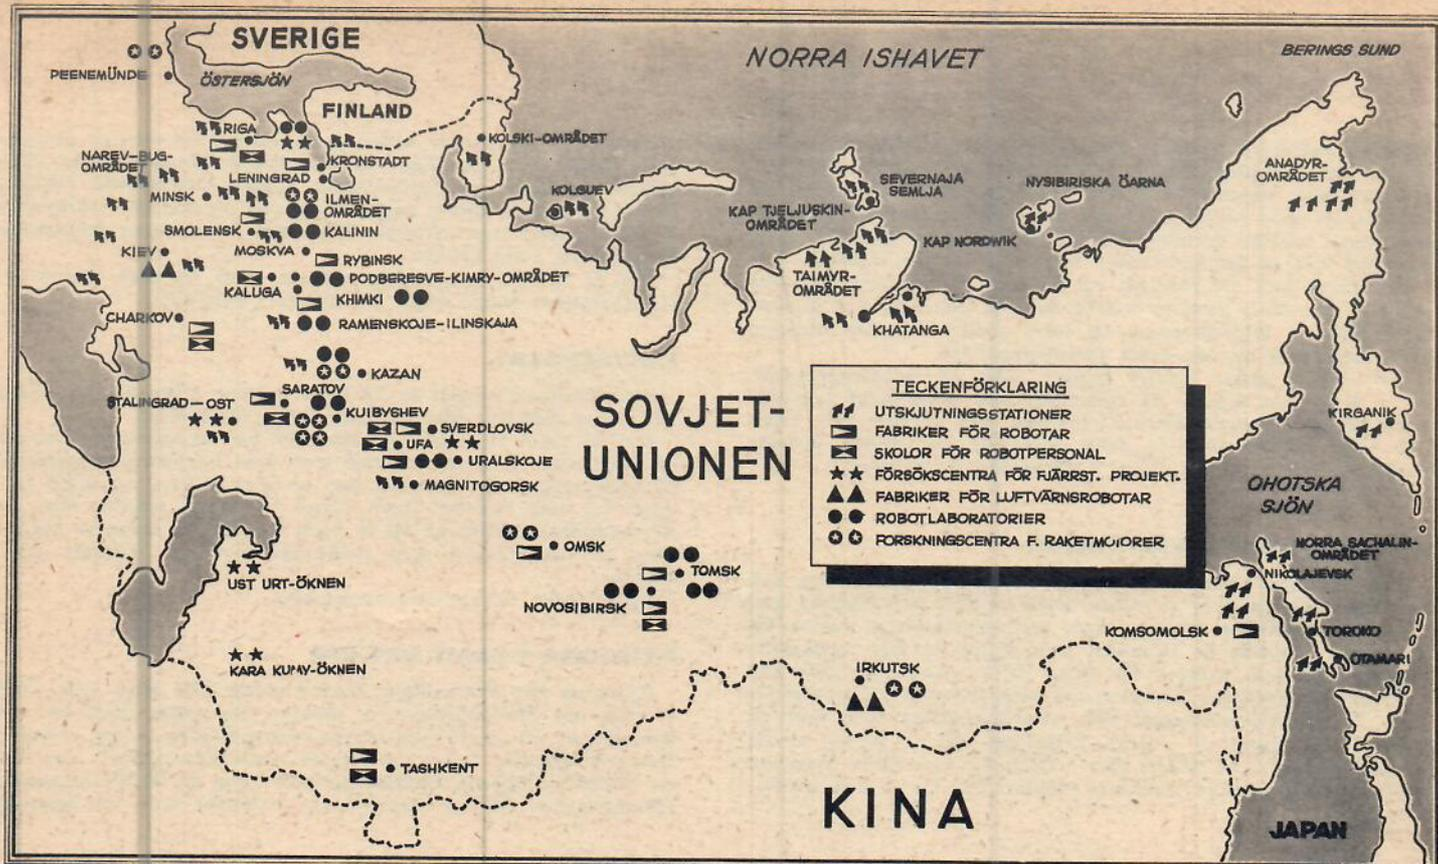 SVERIGE
NORRA ISHAVET
BERINGS SUND
PEENEMÜNDE
ÖSTERSJÖN
FINLAND
RIGA
KOLSKI-OMRÅDET
NAREV-BUG-
OMRÅDET
KRONSTADT
LENINGRAD
ANADYR-
OMRÅDET
SEVERNAJA
SEMLJA
NYSIBIRISKA ÖARNA
KOLGUEV
MINSK
ILMEN-
OMRÅDET
KAP TJELJUSKIN-
OMRÅDET
SMOLENSK
KALININ
KAP NORDWIK
KIEV
MOSKVA
RYBINSK
PODBERESVE-KIMRY-OMRÅDET
TAIMYR-
OMRÅDET
KALUGA
KHIMKI
CHARKOV
RAMENSKOJE-ILINSKAJA
KHATANGA
KAZAN
SARATOV
STALINGRAD-OST
KUIBYSHEV
SVERDLOVSK
UFA
URALSKOJE
MAGNITOGORSK
SOVJET-
UNIONEN
TECKENFÖRKLARING
UTSKJUTNINGSSTATIONER
FABRIKER FÖR ROBOTAR
SKOLOR FÖR ROBOTPERSONAL
FÖRSÖKSCENTRA FÖR FJÄRRST. PROJEKT.
FABRIKER FÖR LUFTVÄRNSROBOTAR
ROBOTLABORATORIER
FORSKNINGSCENTRA F. RAKETMOTORER
KIRGANIK
OHOTSKA
SJÖN
NORRA SACHALIN-
OMRÅDET
NIKOLAJEVSK
OMSK
TOMSK
UST URT-ÖKNEN
NOVOSIBIRSK
KOMSOMOLSK
TOROKO
OTAMARI
KARA KUMY-ÖKNEN
IRKUTSK
TASHKENT
KINA
JAPAN